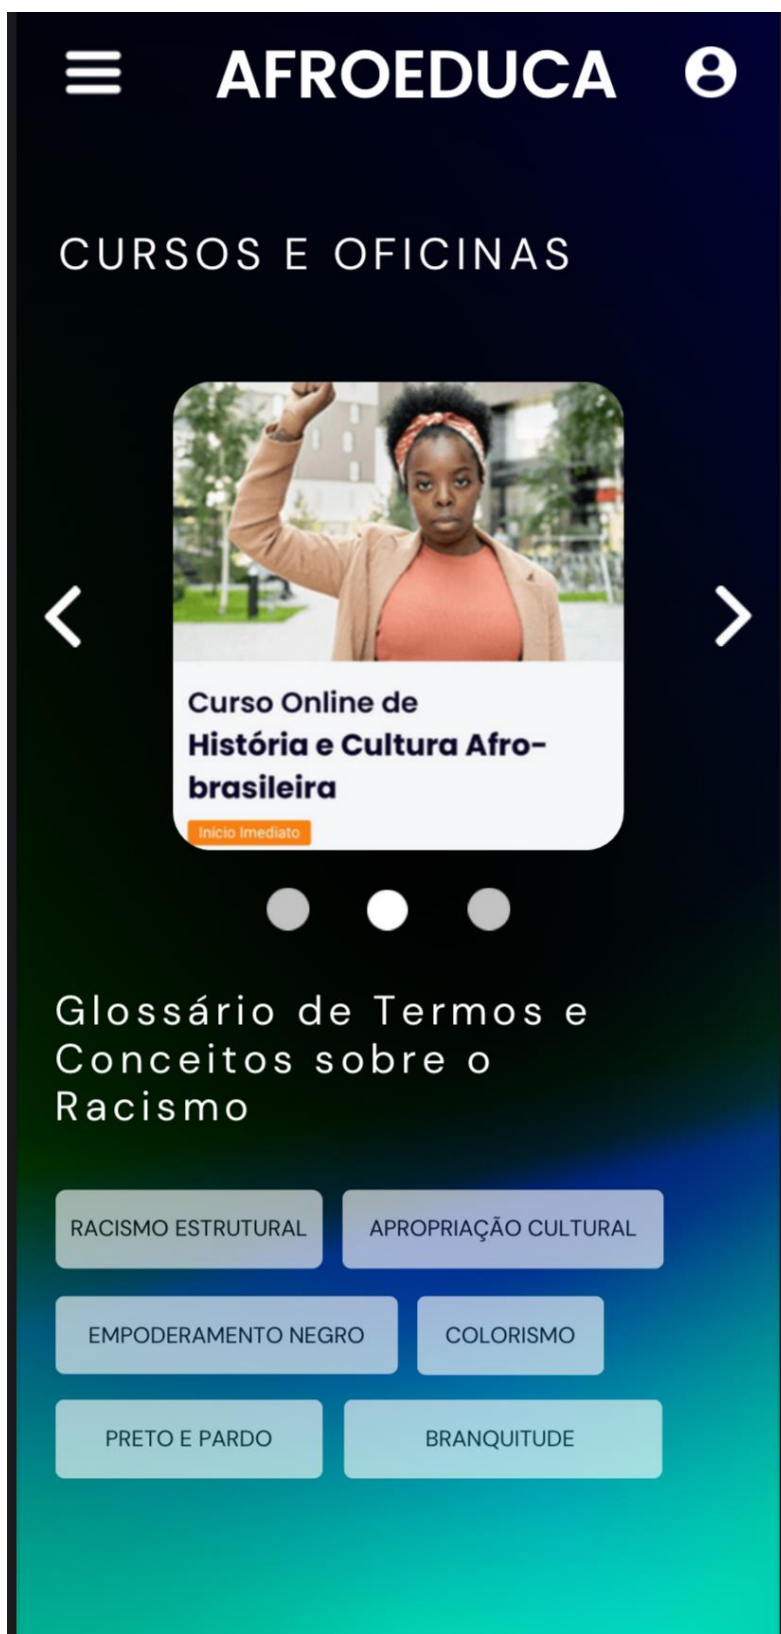 AFROEDUCA
CURSOS E OFICINAS
Curso Online de
História e Cultura Afro-
brasileira
Início Imediato
Glossário de Termos e
Conceitos sobre o
Racismo
RACISMO ESTRUTURAL
APROPRIAÇÃO CULTURAL
EMPODERAMENTO NEGRO
COLORISMO
PRETO E PARDO
BRANQUITUDE